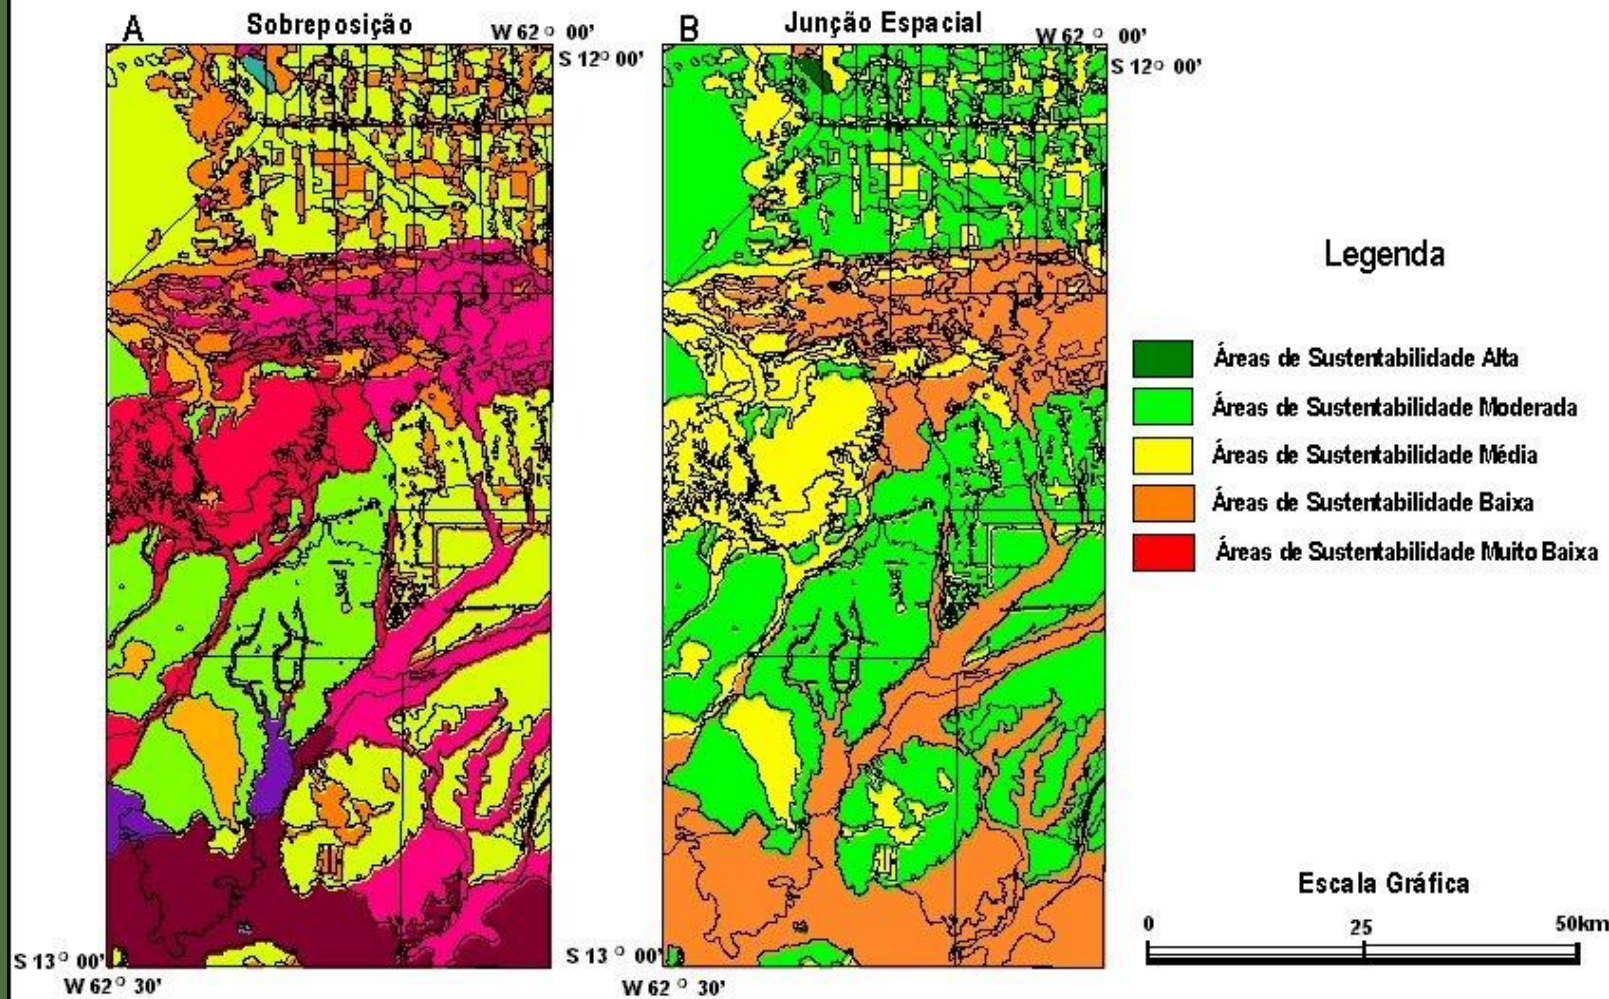 A
Sobreposição
W 62 ° 00'
S 12° 00'
B
Junção Espacial
W 62 ° 00'
S 12° 00'
Legenda
Áreas de Sustentabilidade Alta
Áreas de Sustentabilidade Moderada
Áreas de Sustentabilidade Média
Áreas de Sustentabilidade Baixa
Áreas de Sustentabilidade Muito Baixa
Escala Gráfica
0 25 50km
S 13 ° 00'
W 62 ° 30'
S 13 ° 00'
W 62 ° 30'